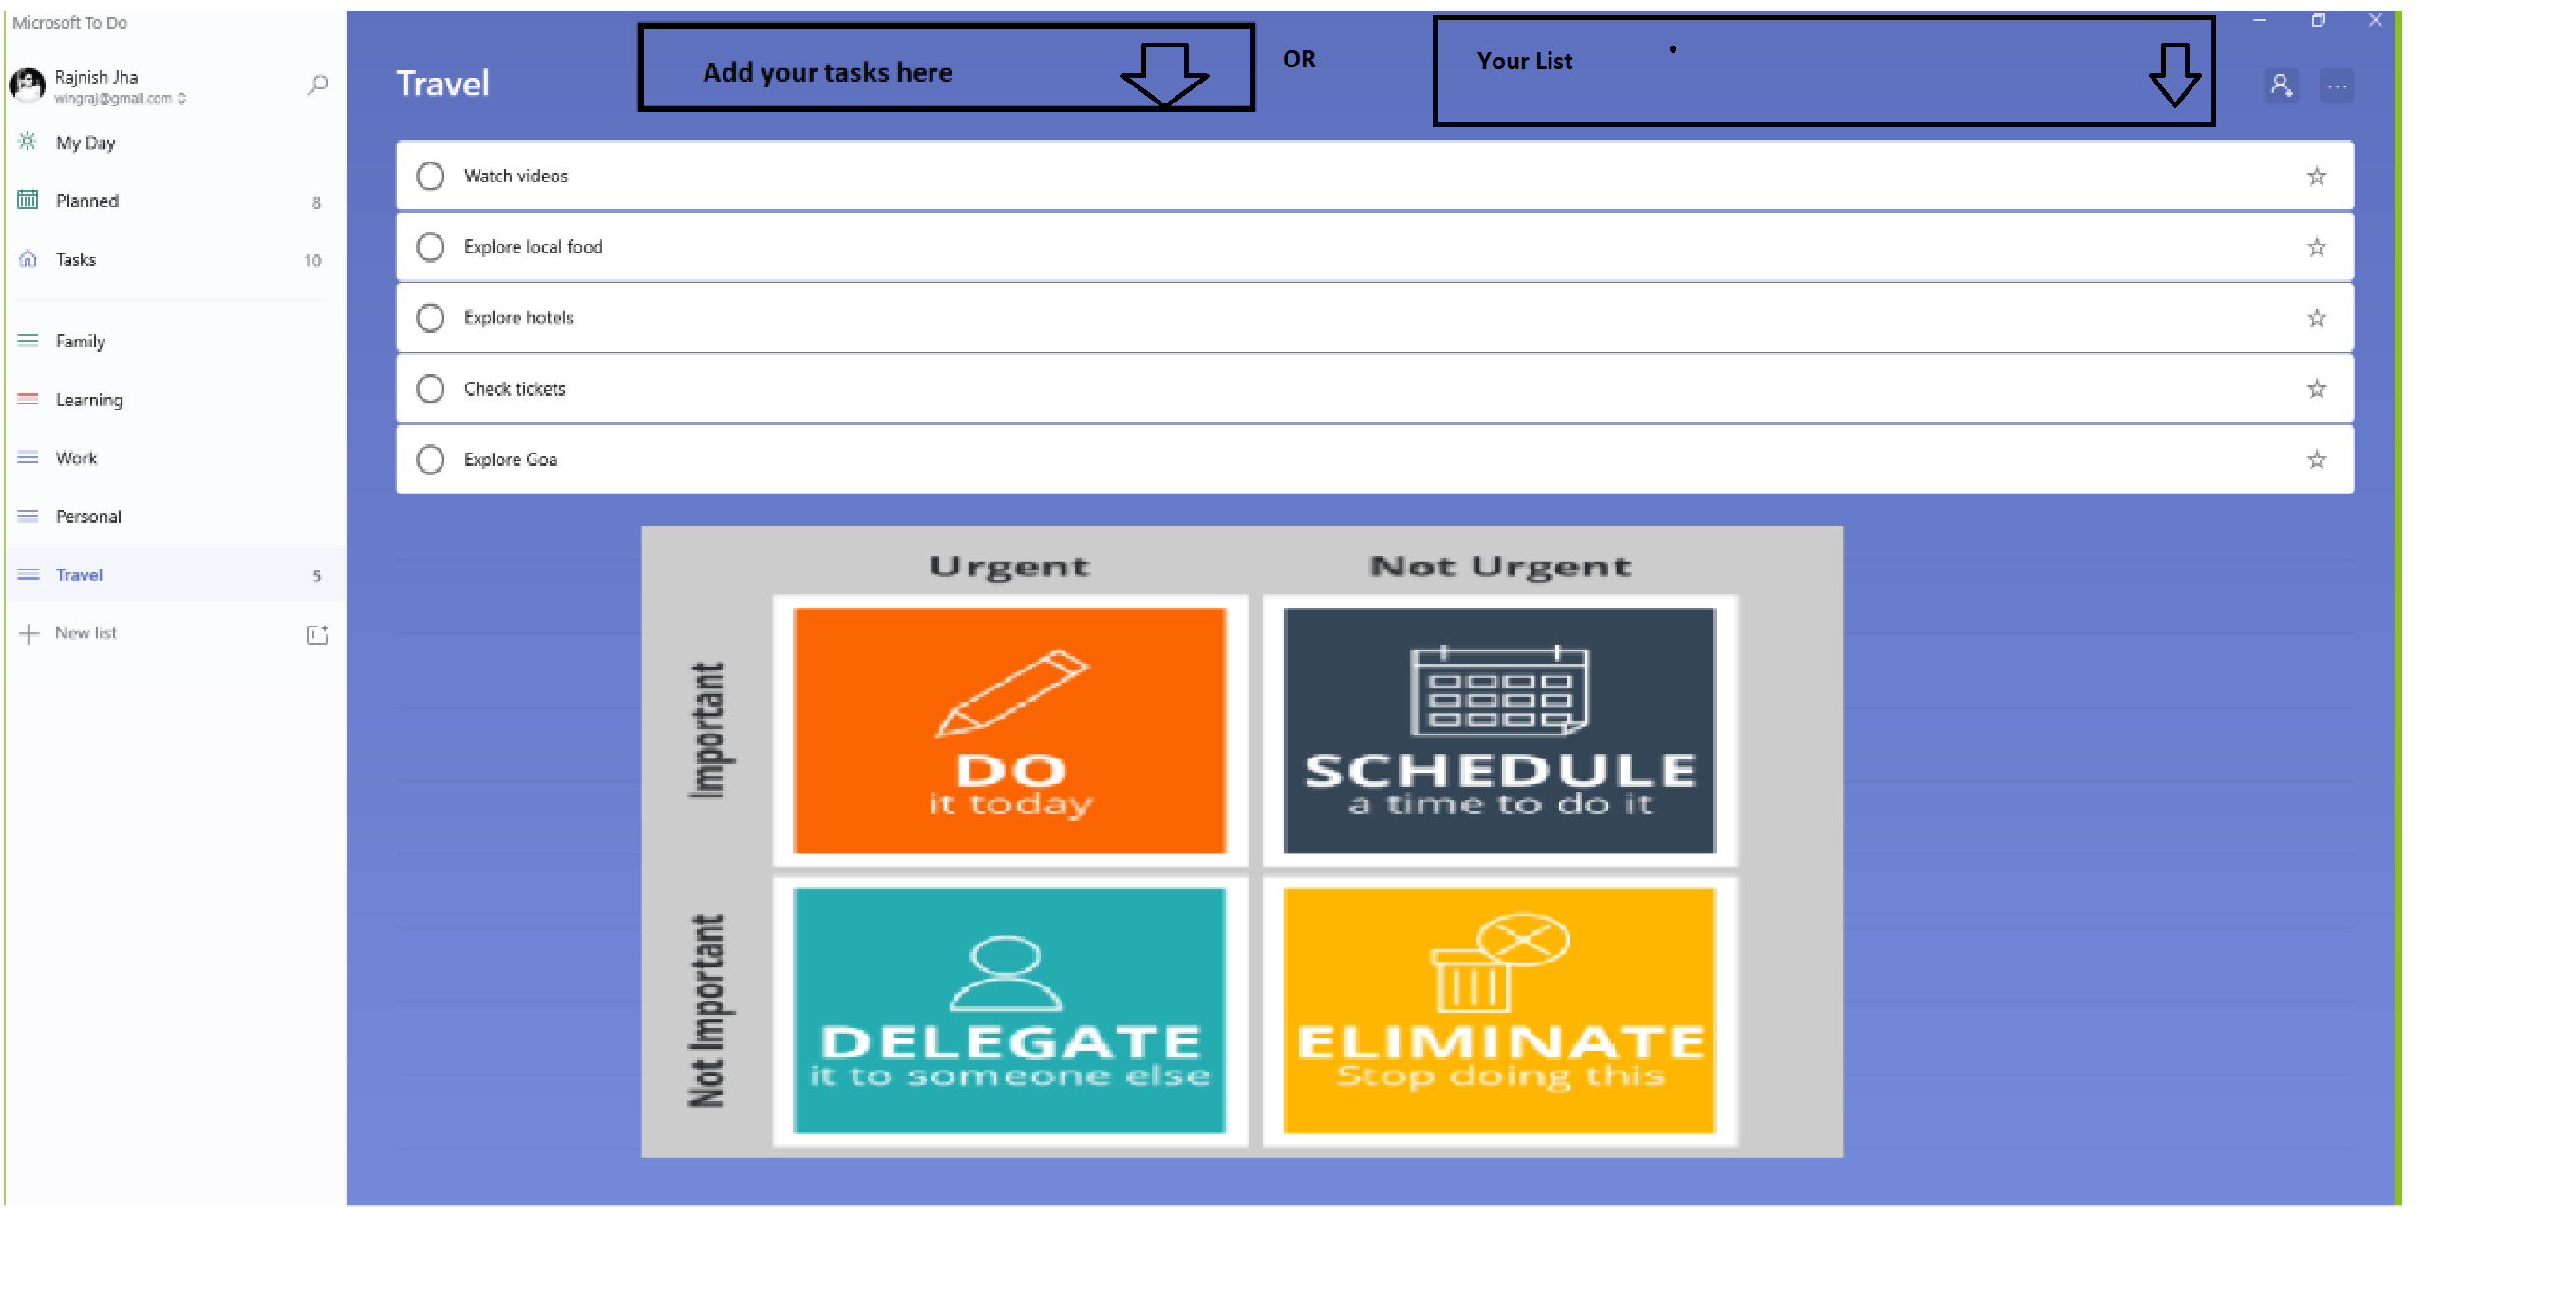 Microsoft To Do
Rajnish Jha
wingraj@gmail.com
My Day
Planned 8
Tasks 10
Family
Learning
Work
Personal
Travel 5
New list
Travel
Add your tasks here
OR
Your List
Watch videos
Explore local food
Explore hotels
Check tickets
Explore Goa
Urgent Not Urgent
Important
DO
it today
SCHEDULE
a time to do it
Not Important
DELEGATE
it to someone else
ELIMINATE
Stop doing this